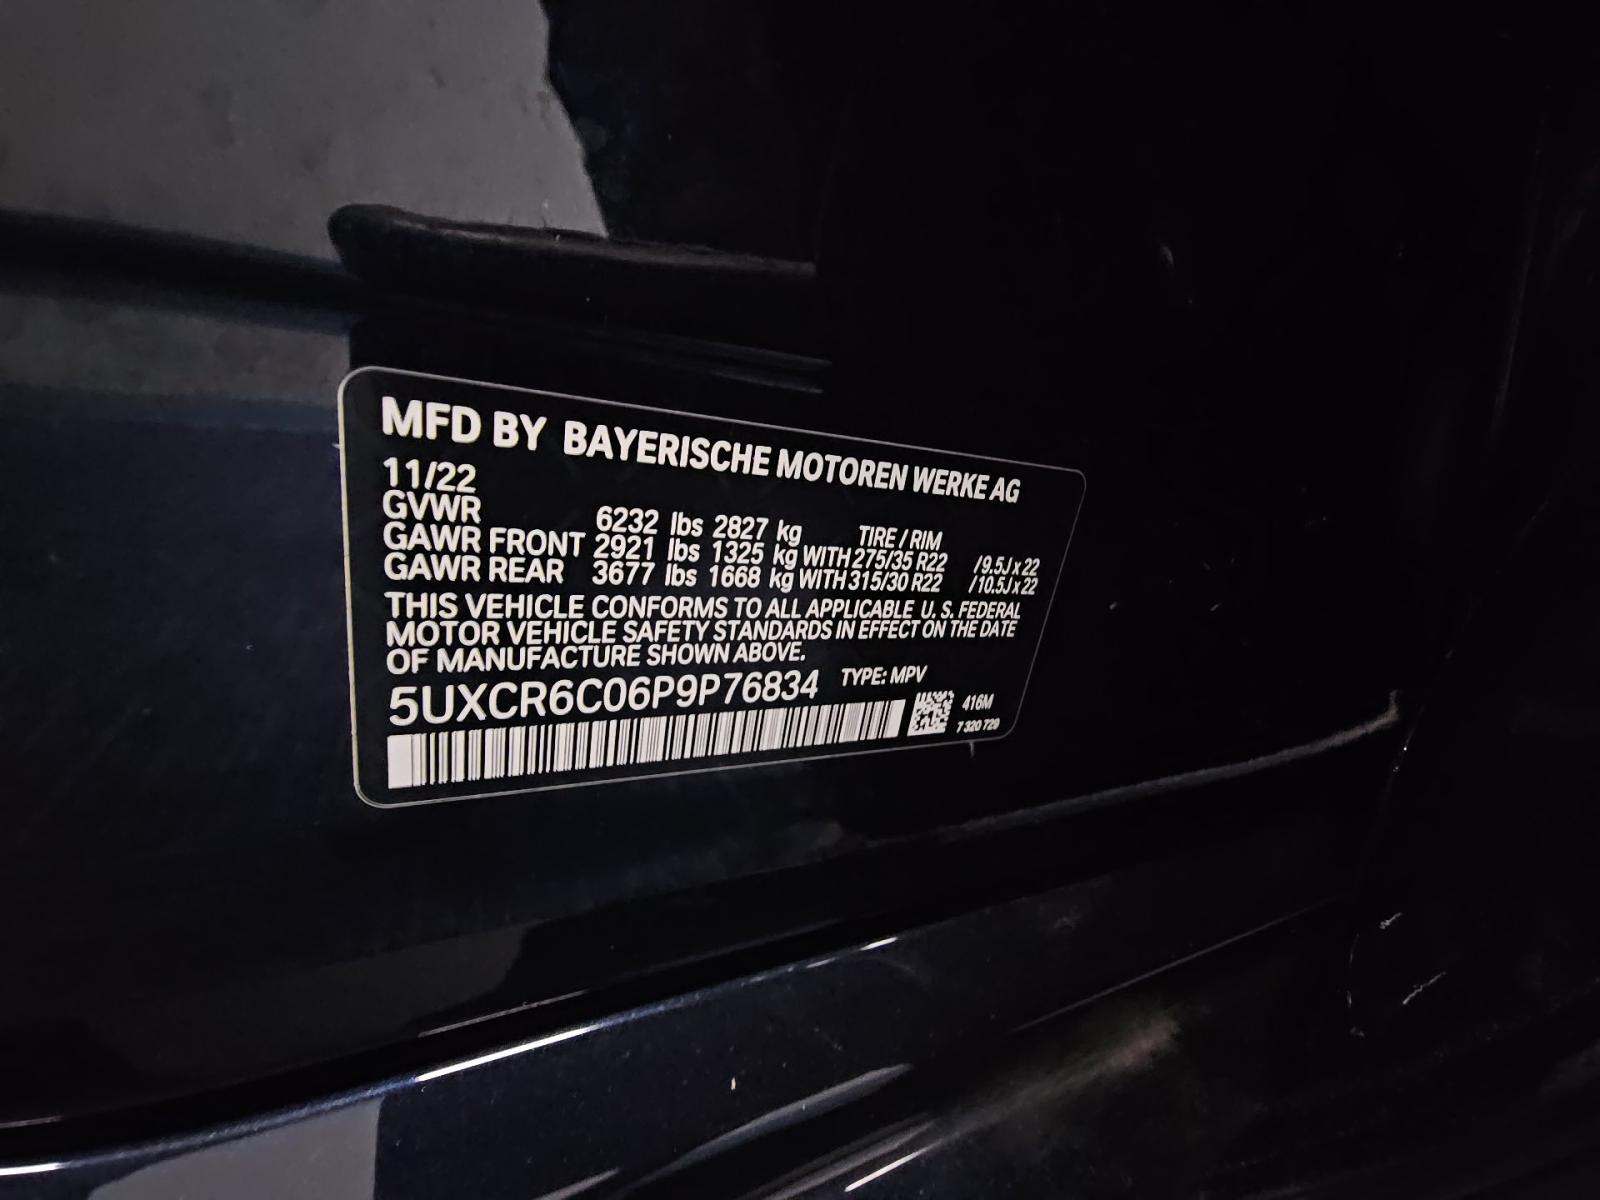 MFD BY BAYERISCHE MOTOREN WERKE AG
11/22
GVWR 6232 lbs 2827 kg TIRE / RIM
GAWR FRONT 2921 lbs 1325 kg WITH 275/35 R22 /9.5J x 22
GAWR REAR 3677 lbs 1668 kg WITH 315/30 R22 /10.5J x 22
THIS VEHICLE CONFORMS TO ALL APPLICABLE U. S. FEDERAL
MOTOR VEHICLE SAFETY STANDARDS IN EFFECT ON THE DATE
OF MANUFACTURE SHOWN ABOVE.
5UXCR6C06P9P76834 TYPE: MPV
416M
7 320 729